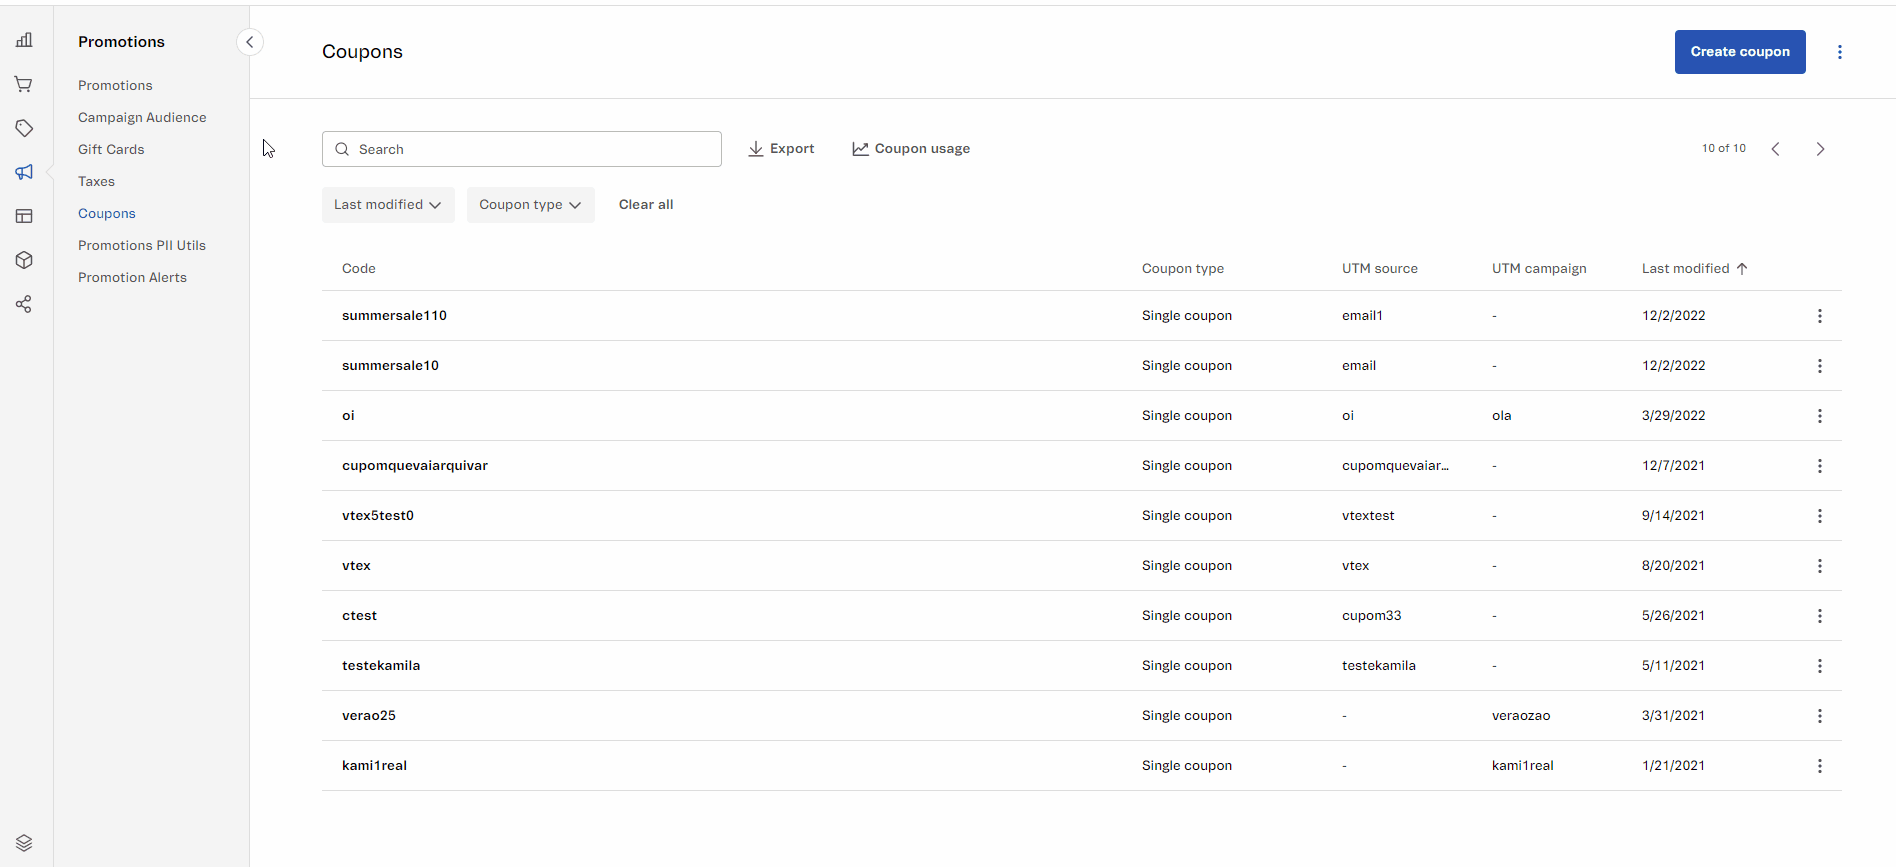 Promotions
Promotions
Campaign Audience
Gift Cards
Taxes
Coupons
Promotions PII Utils
Promotion Alerts
Coupons
Create coupon
Search
Export
Coupon usage
10 of 10
Last modified
Coupon type
Clear all
Code Coupon type UTM source UTM campaign Last modified
summersale110 Single coupon email1 - 12/2/2022
summersale10 Single coupon email - 12/2/2022
oi Single coupon oi ola 3/29/2022
cupomquevaiarquivar Single coupon cupomquevaiar... - 12/7/2021
vtex5test0 Single coupon vtextest - 9/14/2021
vtex Single coupon vtex - 8/20/2021
ctest Single coupon cupom33 - 5/26/2021
testekamila Single coupon testekamila - 5/11/2021
verao25 Single coupon - veraozao 3/31/2021
kami1real Single coupon - kami1real 1/21/2021